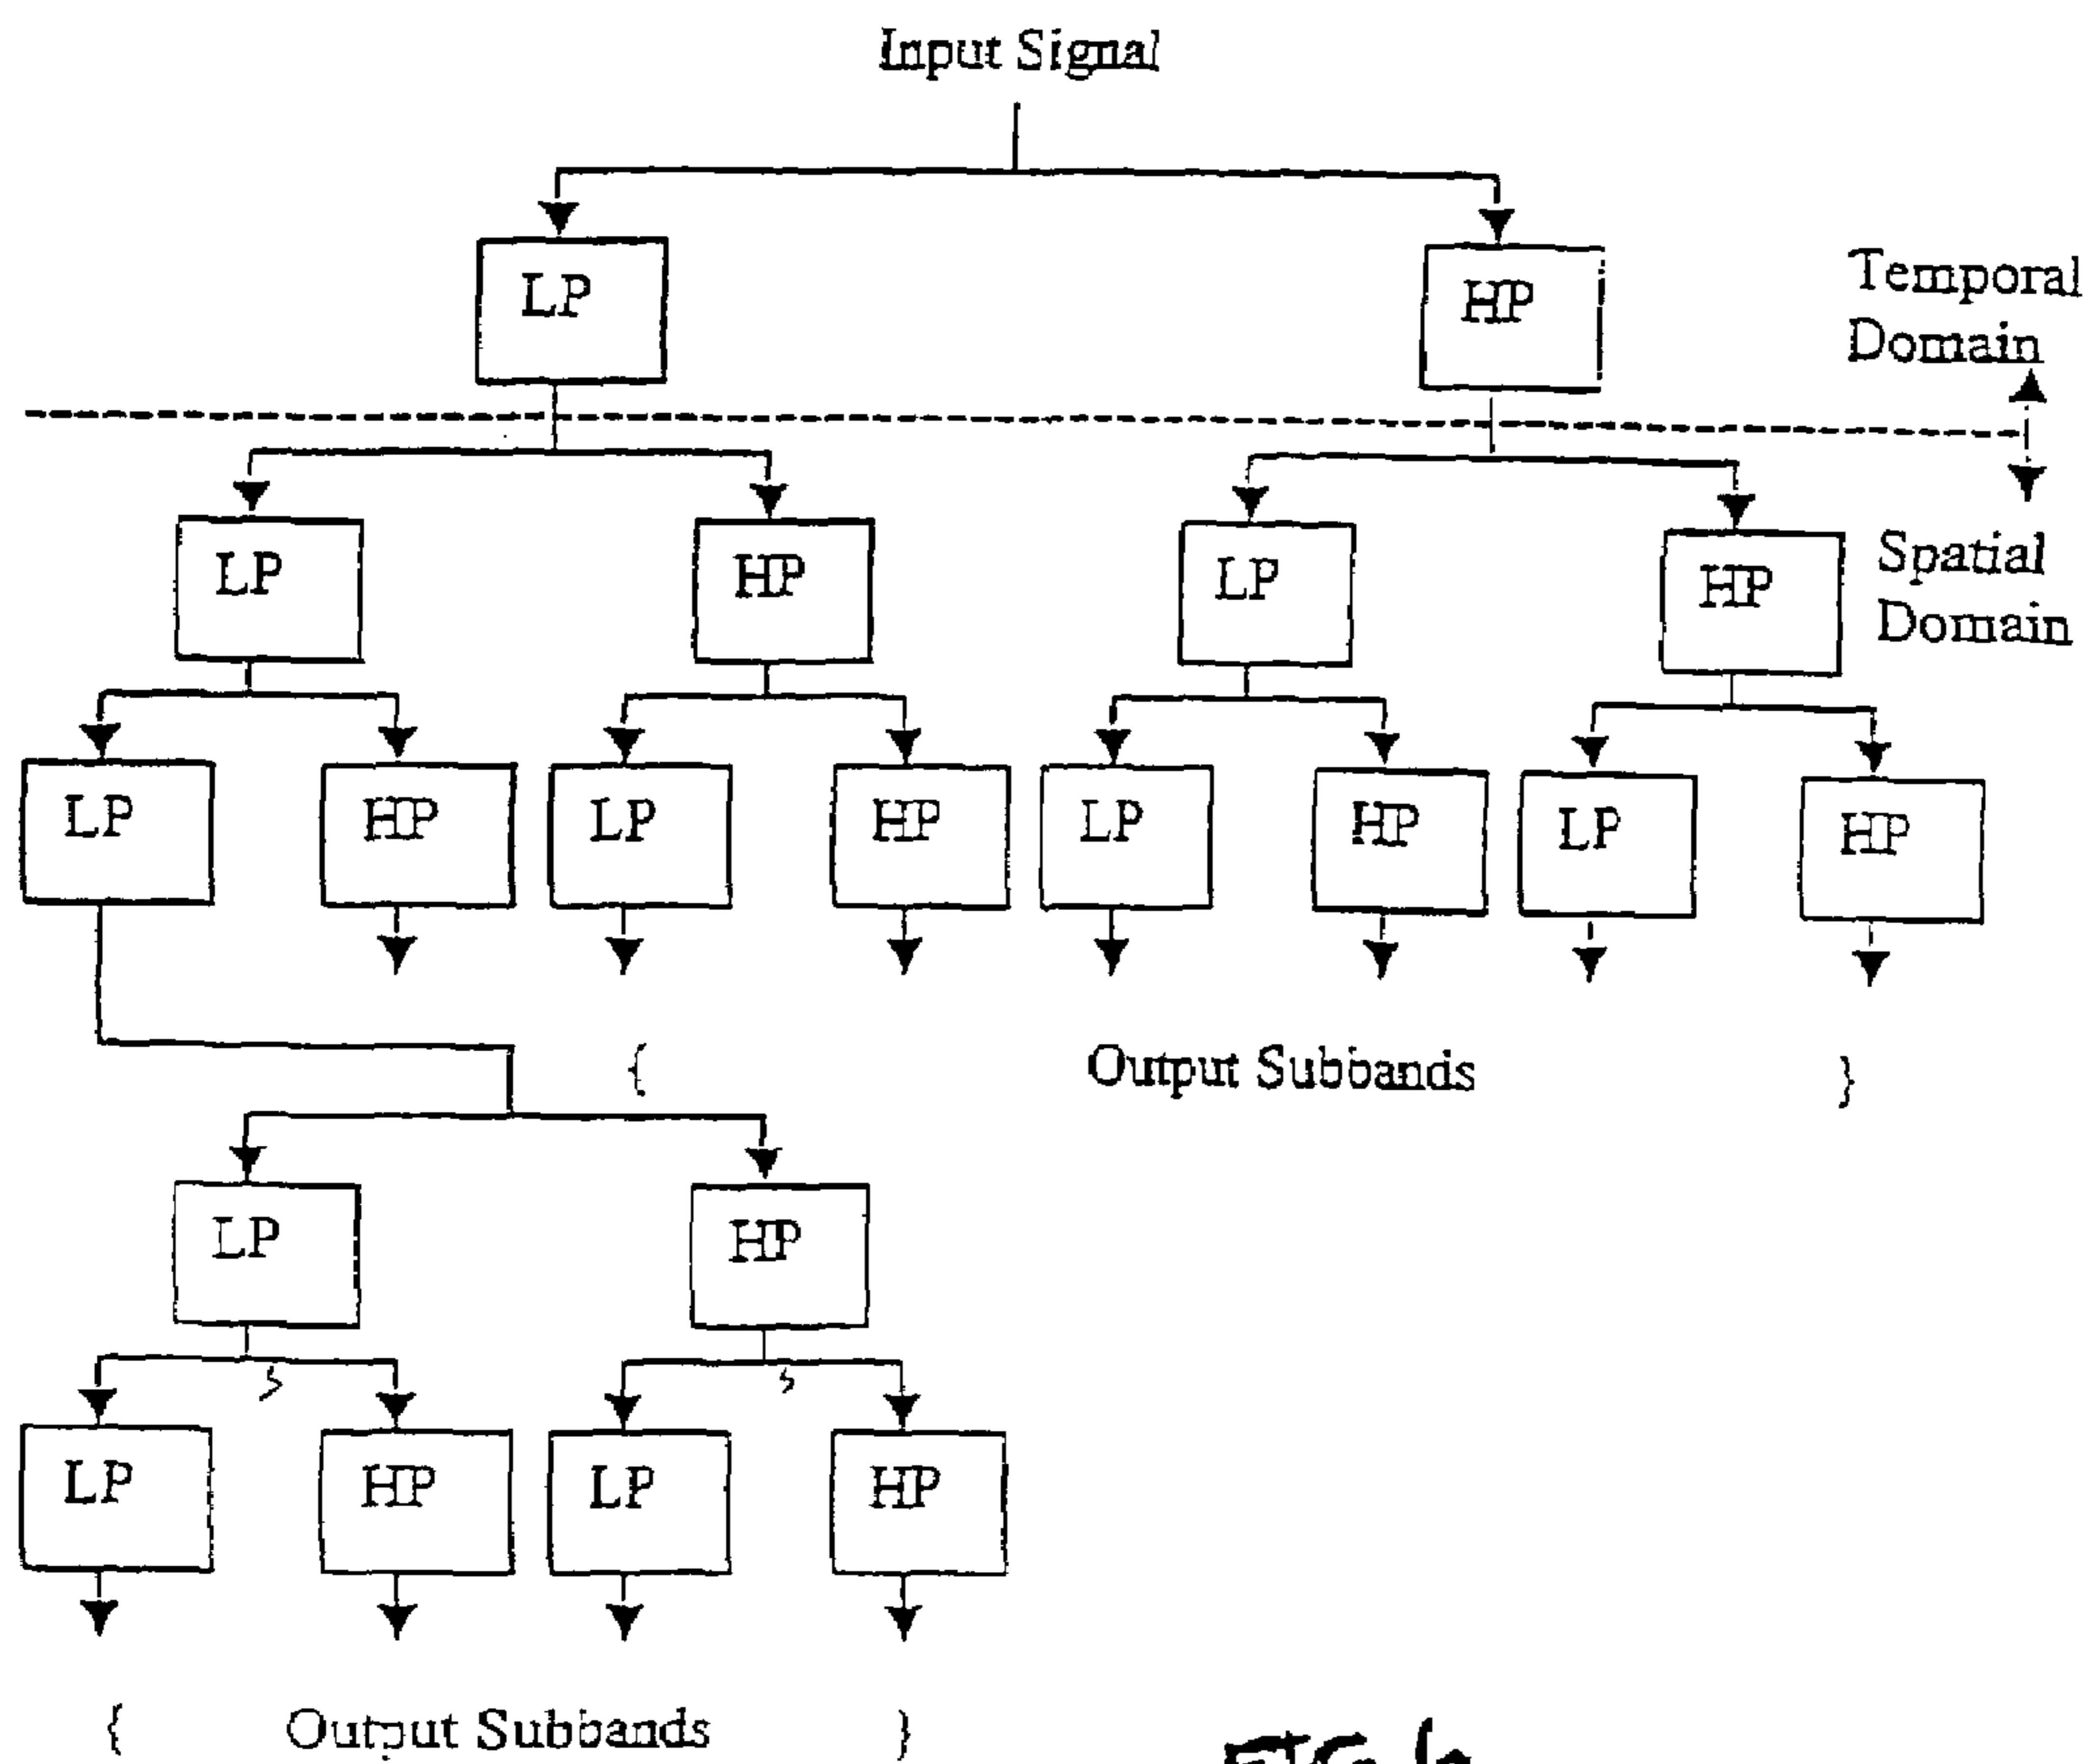 Input Signal
LP
HP
Temporal
Domain
LP
HP
LP
HP
Spatial
Domain
LP
HP
LP
HP
LP
HP
LP
HP
{ Output Subbands }
LP
HP
LP
HP
LP
HP
{ Output Subbands }